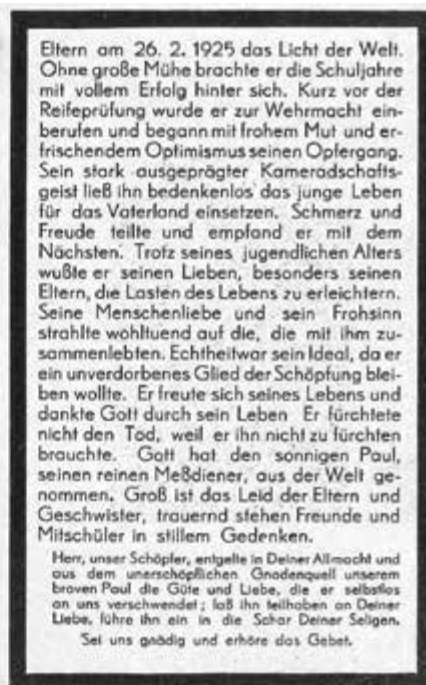 Eltern am 26. 2. 1925 das Licht der Welt.
Ohne große Mühe brachte er die Schuljahre
mit vollem Erfolg hinter sich. Kurz vor der
Reifeprüfung wurde er zur Wehrmacht ein-
berufen und begann mit frohem Mut und er-
frischendem Optimismus seinen Opfergang.
Sein stark ausgeprägter Kameradschafts-
geist ließ ihn bedenkenlos das junge Leben
für das Vaterland einsetzen. Schmerz und
Freude teilte und empfand er mit dem
Nächsten. Trotz seines jugendlichen Alters
wußte er seinen Lieben, besonders seinen
Eltern, die Lasten des Lebens zu erleichtern.
Seine Menschenliebe und sein Frohsinn
strahlte wohltuend auf die, die mit ihm zu-
sammenlebten. Echtheit war sein Ideal, da er
ein unverdorbenes Glied der Schöpfung blei-
ben wollte. Er freute sich seines Lebens und
dankte Gott durch sein Leben Er fürchtete
nicht den Tod, weil er ihn nicht zu fürchten
brauchte. Gott hat den sonnigen Paul,
seinen reinen Meßdiener, aus der Welt ge-
nommen. Groß ist das Leid der Eltern und
Geschwister, trauernd stehen Freunde und
Mitschüler in stillem Gedenken.
Herr, unser Schöpfer, entgelte in Deiner Allmacht und
aus dem unerschöpflichen Gnadenquell unserem
braven Paul die Güte und Liebe, die er selbstlos
an uns verschwendet; laß ihn teilhaben an Deiner
Liebe, führe ihn ein in die Schar Deiner Seligen.
Sei uns gnädig und erhöre das Gebet.